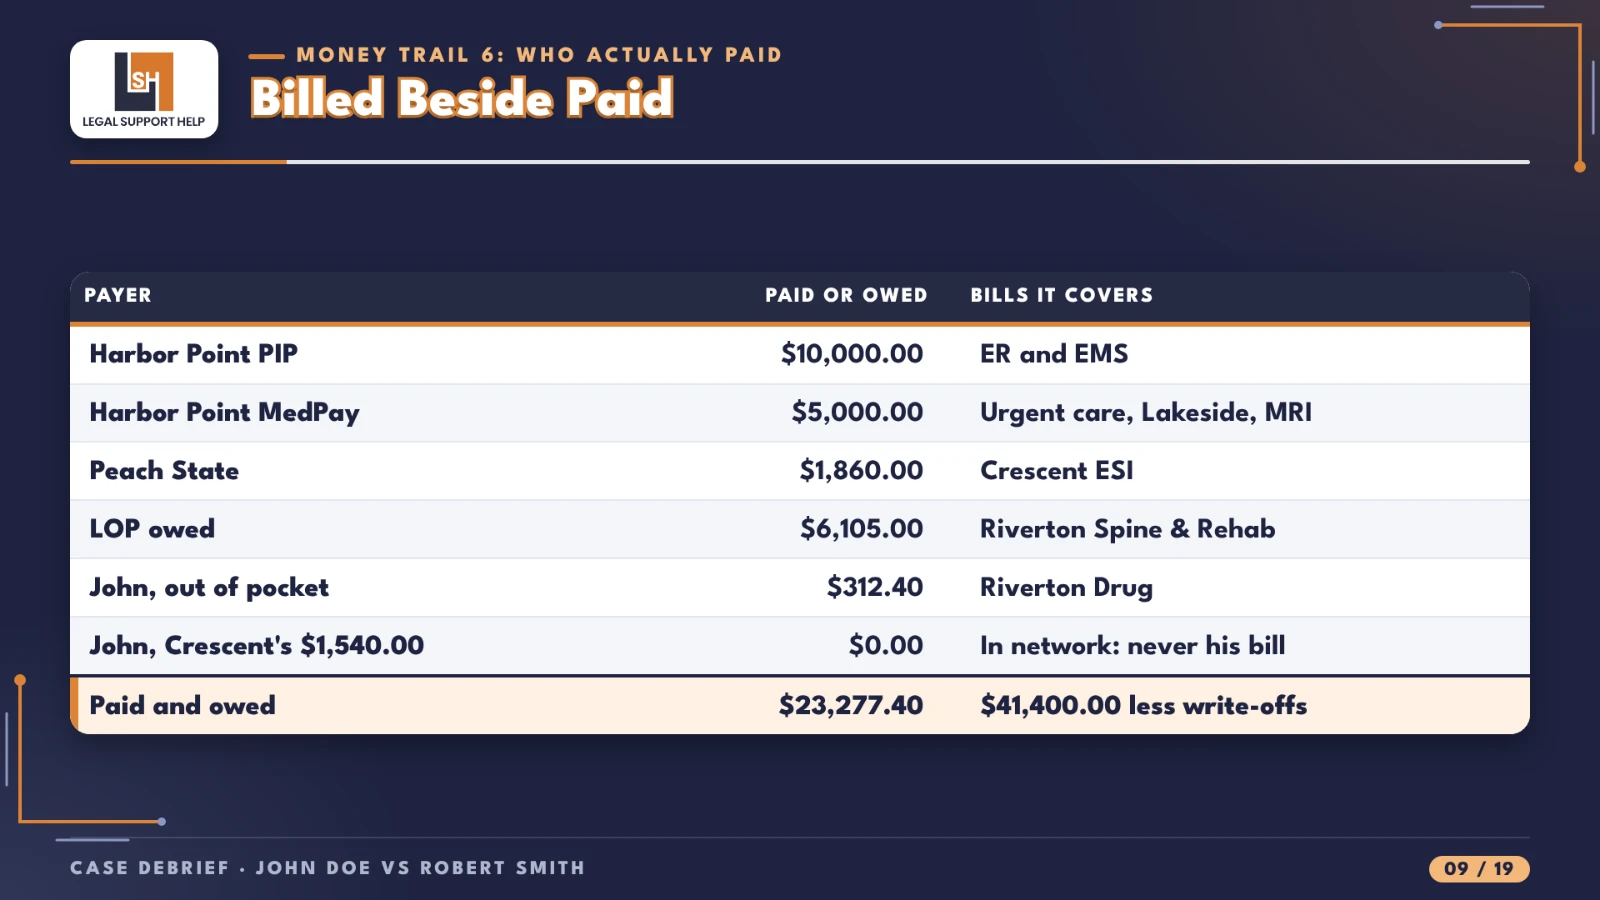 LSH
LEGAL SUPPORT HELP
MONEY TRAIL 6: WHO ACTUALLY PAID
Billed Beside Paid
PAYER PAID OR OWED BILLS IT COVERS
Harbor Point PIP $10,000.00 ER and EMS
Harbor Point MedPay $5,000.00 Urgent care, Lakeside, MRI
Peach State $1,860.00 Crescent ESI
LOP owed $6,105.00 Riverton Spine & Rehab
John, out of pocket $312.40 Riverton Drug
John, Crescent's $1,540.00 $0.00 In network: never his bill
Paid and owed $23,277.40 $41,400.00 less write-offs
CASE DEBRIEF · JOHN DOE VS ROBERT SMITH
09 / 19